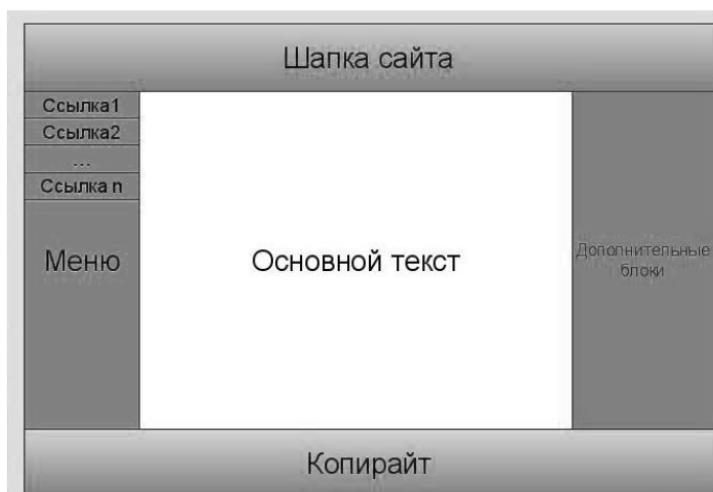 Шапка сайта
Ссылка1
Ссылка2
...
Ссылка n
Меню
Основной текст
Дополнительные
блоки
Копирайт